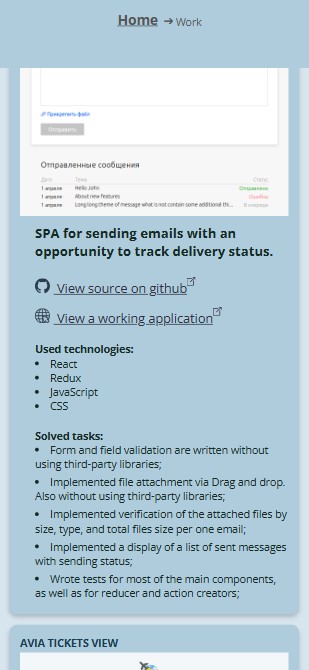 Home → Work
Прикрепить файл
Отправить
Отправленные сообщения
Дата Тема Статус
1 апреля Hello John Отправлено
1 апреля About new features Ошибка
1 апреля Long long theme of message what is not contain some additional thi... В очереди
SPA for sending emails with an
opportunity to track delivery status.
View source on github
View a working application
Used technologies:
• React
• Redux
• JavaScript
• CSS
Solved tasks:
• Form and field validation are written without
using third-party libraries;
• Implemented file attachment via Drag and drop.
Also without using third-party libraries;
• Implemented verification of the attached files by
size, type, and total files size per one email;
• Implemented a display of a list of sent messages
with sending status;
• Wrote tests for most of the main components,
as well as for reducer and action creators;
AVIA TICKETS VIEW